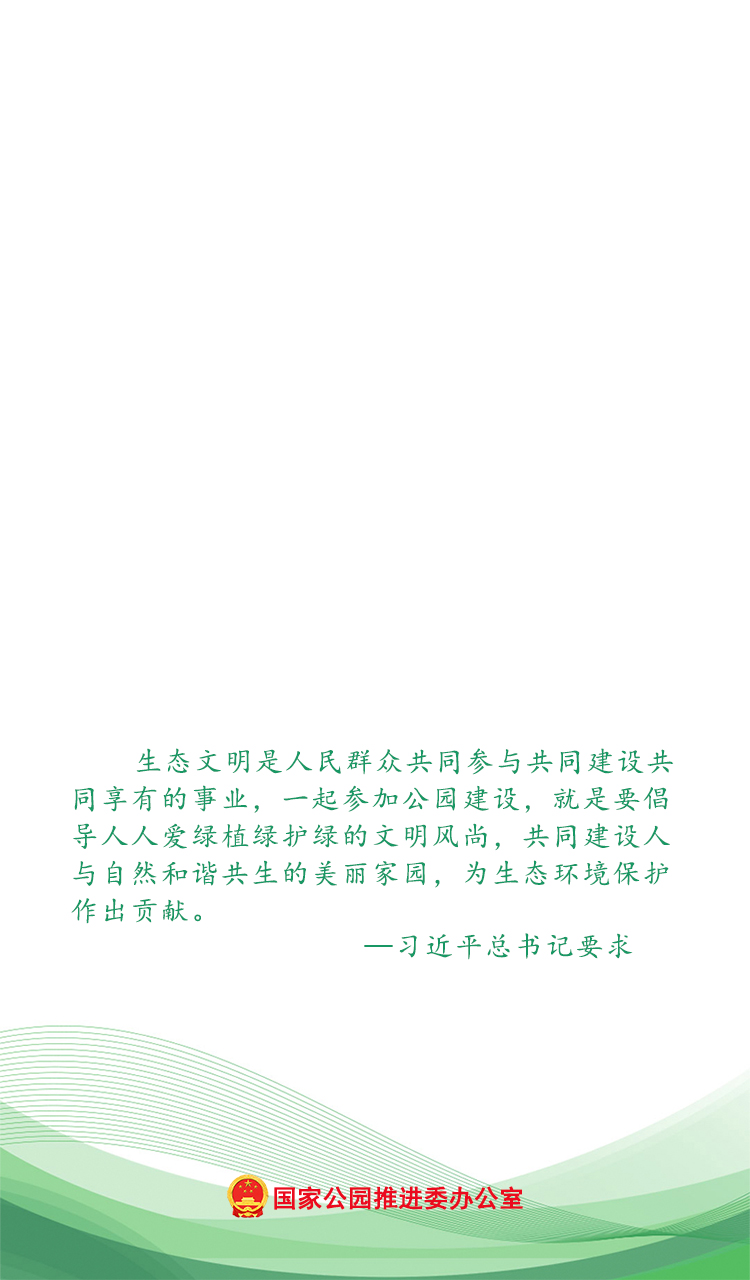 生态文明是人民群众共同参与共同建设共
同享有的事业，一起参加公园建设，就是要倡
导人人爱绿植绿护绿的文明风尚，共同建设人
与自然和谐共生的美丽家园，为生态环境保护
作出贡献。
—习近平总书记要求
国家公园推进委办公室